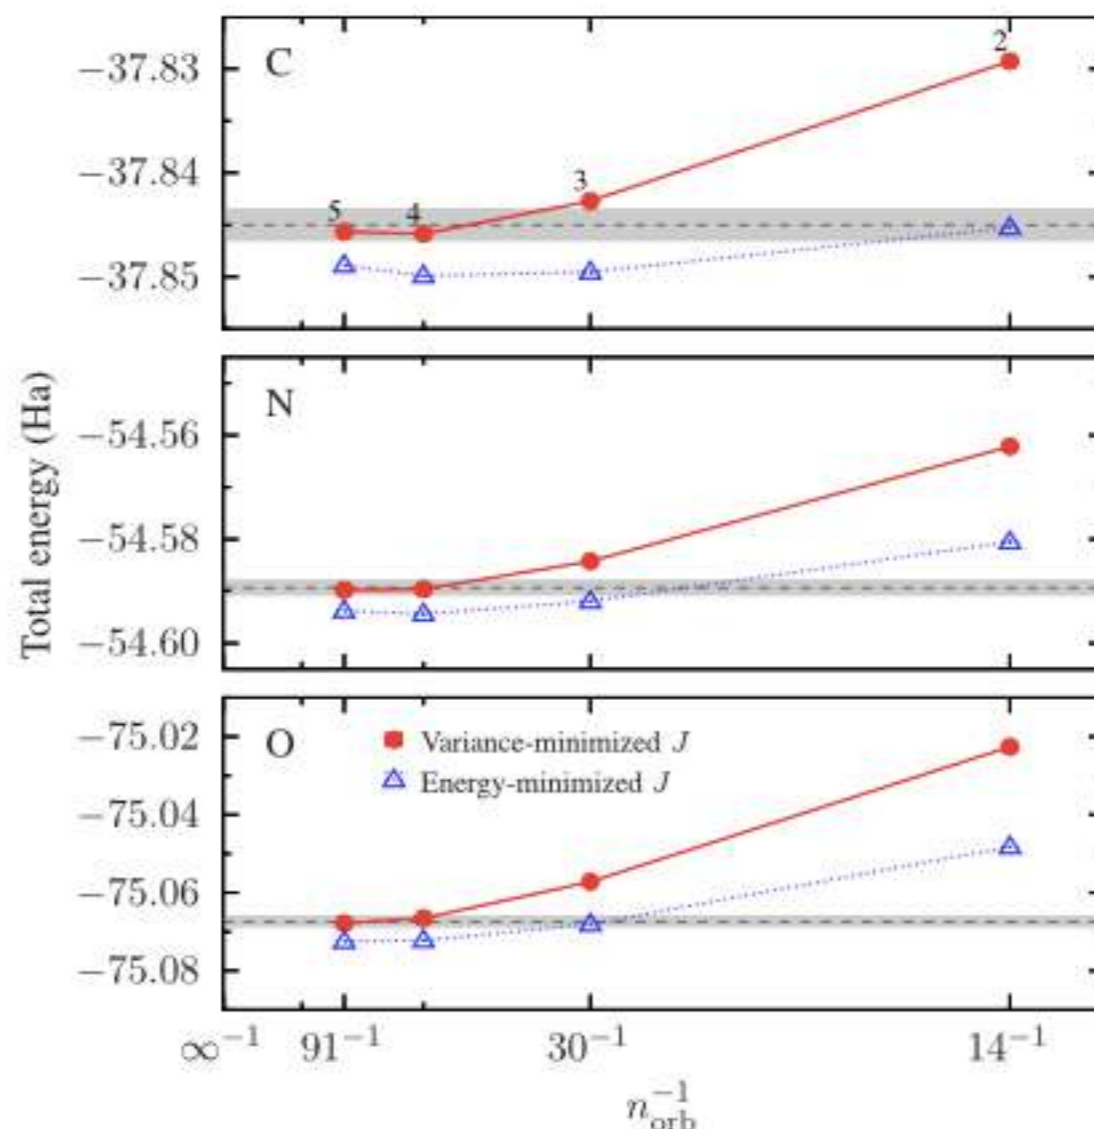 C
2
−37.83
−37.84
3
5
4
−37.85
N
Total energy (Ha)
−54.56
−54.58
−54.60
O
−75.02
Variance-minimized J
Energy-minimized J
−75.04
−75.06
−75.08
∞⁻¹ 91⁻¹ 30⁻¹ 14⁻¹
n_orb⁻¹